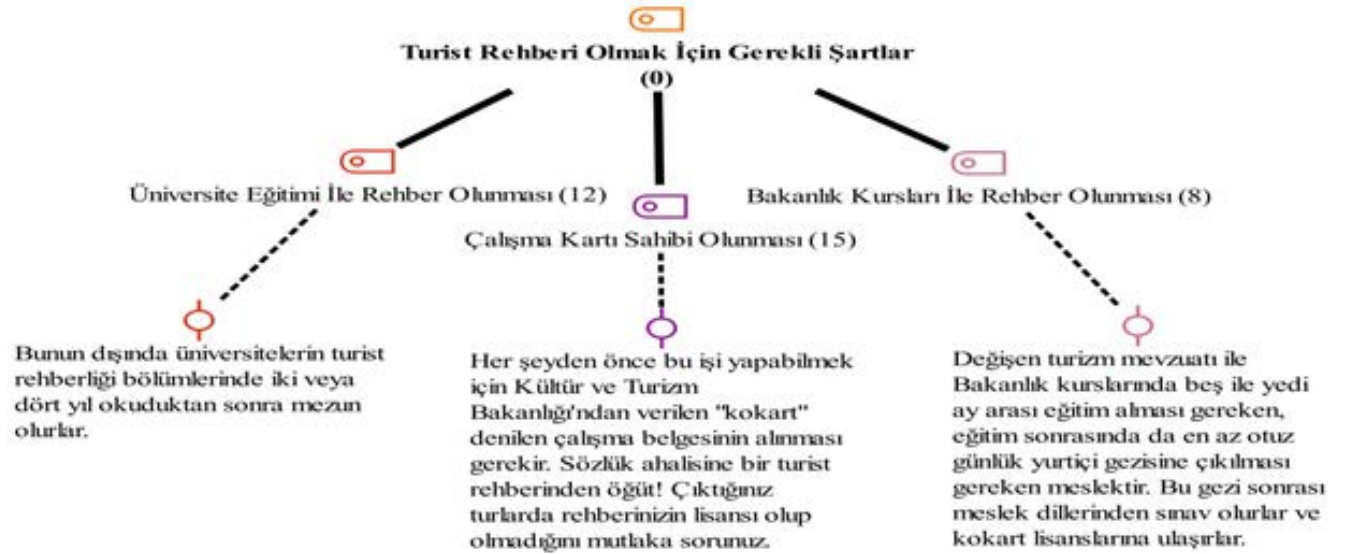 Turist Rehberi Olmak İçin Gerekli Şartlar
(0)
Üniversite Eğitimi İle Rehber Olunması (12)
Çalışma Kartı Sahibi Olunması (15)
Bakanlık Kursları İle Rehber Olunması (8)
Bunun dışında üniversitelerin turist
rehberliği bölümlerinde iki veya
dört yıl okuduktan sonra mezun
olurlar.
Her şeyden önce bu işi yapabilmek
için Kültür ve Turizm
Bakanlığı'ndan verilen "kokart"
denilen çalışma belgesinin alınması
gerekir. Sözlük ahalisine bir turist
rehberinden öğüt! Çıktığınız
turlarda rehberinizin lisansı olup
olmadığını mutlaka sorunuz.
Değişen turizm mevzuatı ile
Bakanlık kurslarında beş ile yedi
ay arası eğitim alması gereken,
eğitim sonrasında da en az otuz
günlük yurtiçi gezisine çıkılması
gereken meslektir. Bu gezi sonrası
meslek dillerinden sınav olurlar ve
kokart lisanslarına ulaşırlar.